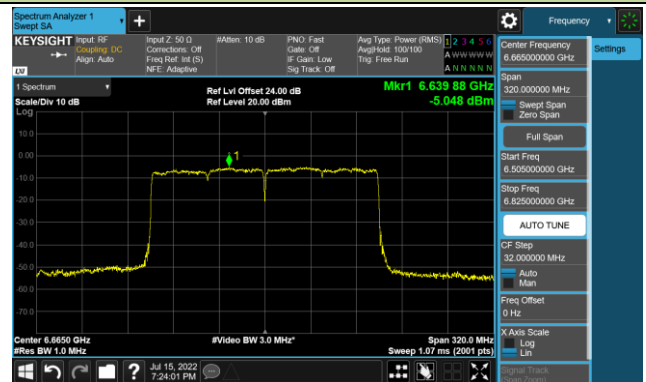 Spectrum Analyzer 1
Swept SA
Frequency
KEYSIGHT
Input: RF
Coupling: DC
Align: Auto
Input Z: 50 Ω
Corrections: Off
Freq Ref: Int (S)
NFE: Adaptive
#Atten: 10 dB
PNO: Fast
Gate: Off
IF Gain: Low
Sig Track: Off
Avg Type: Power (RMS)
Avg|Hold: 100/100
Trig: Free Run
1 2 3 4 5 6
A W W W W W
A N N N N N
LXI
1 Spectrum
Scale/Div 10 dB
Log
Ref Lvl Offset 24.00 dB
Ref Level 20.00 dBm
Mkr1 6.639 88 GHz
-5.048 dBm
1
10.0
0.00
-10.0
-20.0
-30.0
-40.0
-50.0
-60.0
-70.0
Center 6.6650 GHz
#Res BW 1.0 MHz
#Video BW 3.0 MHz*
Span 320.0 MHz
Sweep 1.07 ms (2001 pts)
Jul 15, 2022
7:24:01 PM
Center Frequency
6.665000000 GHz
Span
320.000000 MHz
Swept Span
Zero Span
Full Span
Start Freq
6.505000000 GHz
Stop Freq
6.825000000 GHz
AUTO TUNE
CF Step
32.000000 MHz
Auto
Man
Freq Offset
0 Hz
X Axis Scale
Log
Lin
Signal Track
(Span Zoom)
Settings